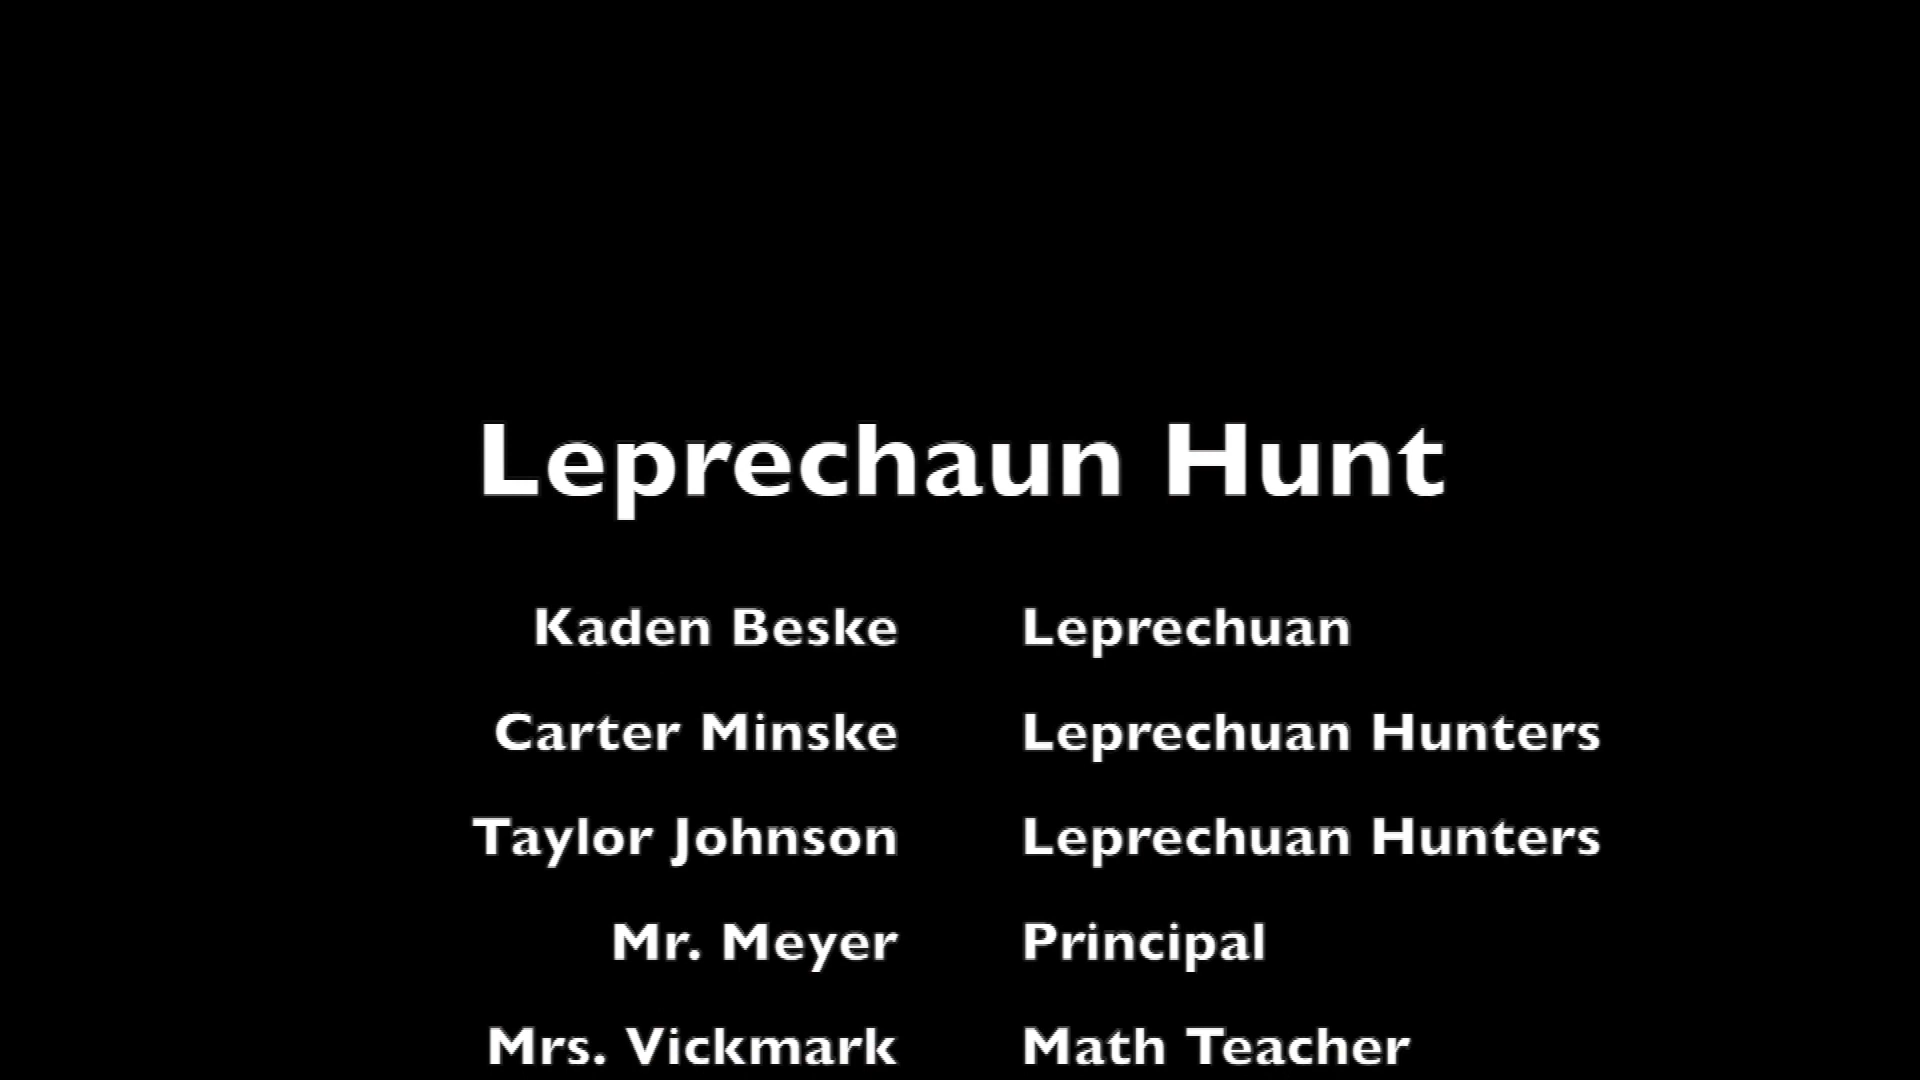 Leprechaun Hunt
Kaden Beske Leprechuan
Carter Minske Leprechuan Hunters
Taylor Johnson Leprechuan Hunters
Mr. Meyer Principal
Mrs. Vickmark Math Teacher